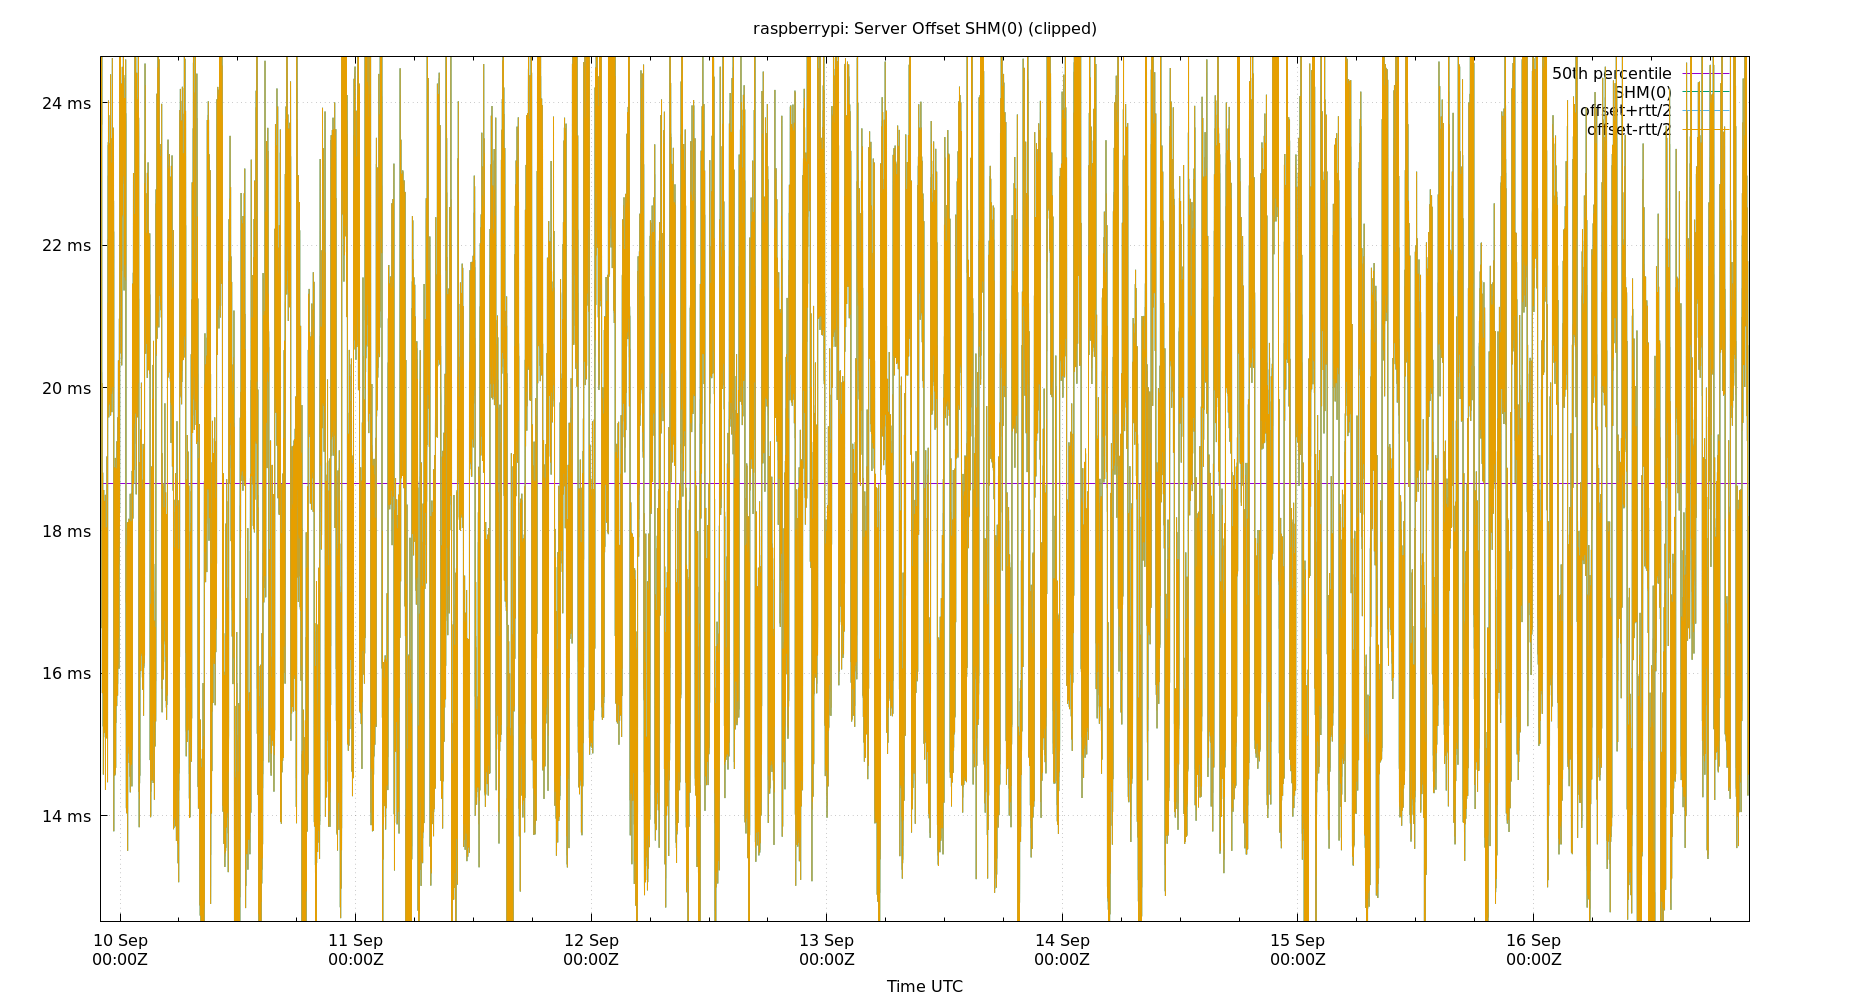 raspberrypi: Server Offset SHM(0) (clipped)
50th percentile
SHM(0)
offset+rtt/2
offset-rtt/2
24 ms
22 ms
20 ms
18 ms
16 ms
14 ms
10 Sep 11 Sep 12 Sep 13 Sep 14 Sep 15 Sep 16 Sep
00:00Z 00:00Z 00:00Z 00:00Z 00:00Z 00:00Z 00:00Z
Time UTC